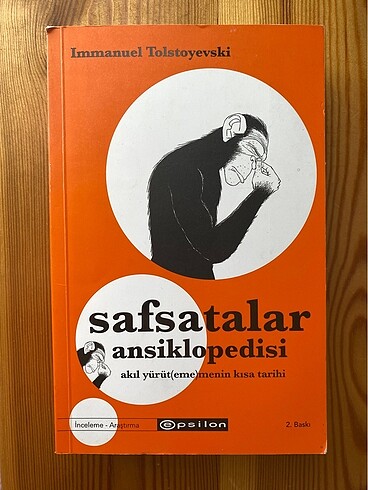 Immanuel Tolstoyevski
safsatalar
ansiklopedisi
akıl yürüt(eme)menin kısa tarihi
İnceleme - Araştırma
epsilon
2. Baskı